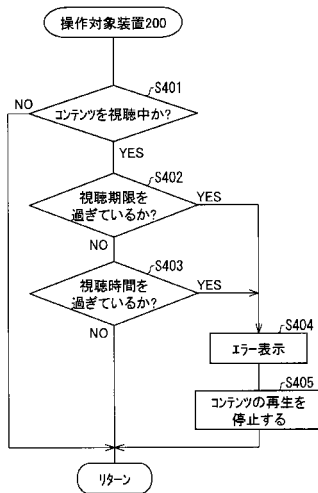 操作対象装置200
S401
コンテンツを視聴中か?
NO
YES
S402
視聴期限を
過ぎているか?
YES
NO
S403
視聴時間を
過ぎているか?
YES
NO
S404
エラー表示
S405
コンテンツの再生を
停止する
リターン